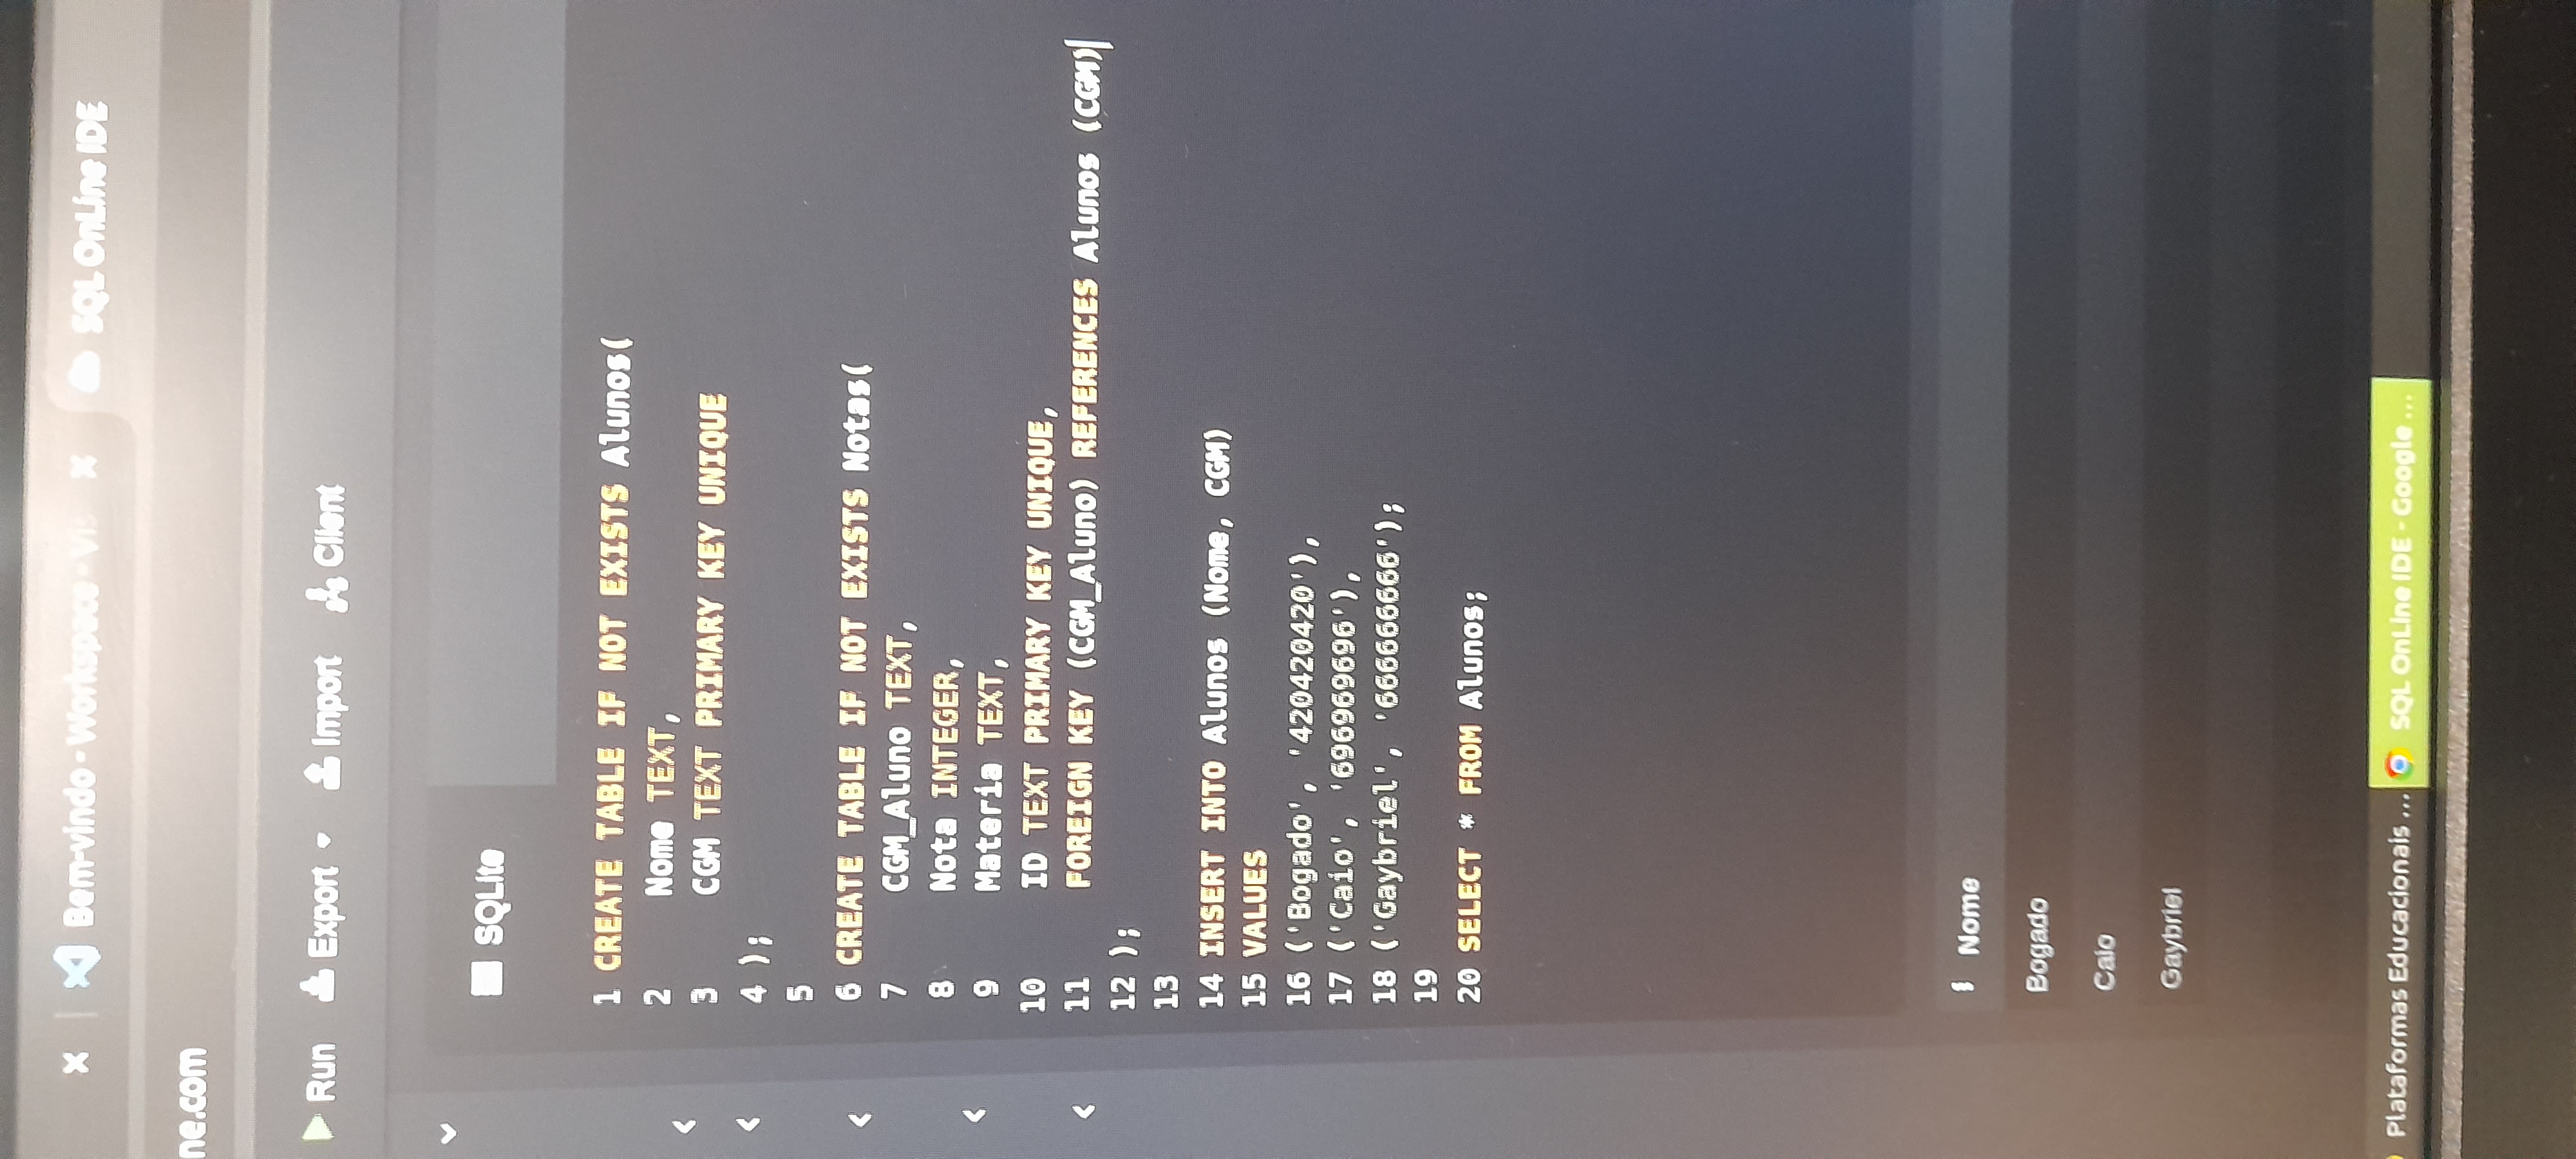 Bem-vindo - Workspace - Vis
SQL OnLine IDE
ne.com
Run Export Import Client
SQLite
1 CREATE TABLE IF NOT EXISTS Alunos(
2 Nome TEXT,
3 CGM TEXT PRIMARY KEY UNIQUE
4 );
5
6 CREATE TABLE IF NOT EXISTS Notas(
7 CGM_Aluno TEXT,
8 Nota INTEGER,
9 Materia TEXT,
10 ID TEXT PRIMARY KEY UNIQUE,
11 FOREIGN KEY (CGM_Aluno) REFERENCES Alunos (CGM)
12 );
13
14 INSERT INTO Alunos (Nome, CGM)
15 VALUES
16 ('Bogado', '420420420'),
17 ('Caio', '696969696'),
18 ('Gaybriel', '666666666');
19
20 SELECT * FROM Alunos;
Nome
Bogado
Caio
Gaybriel
Plataformas Educacionais ...
SQL OnLine IDE - Google ...